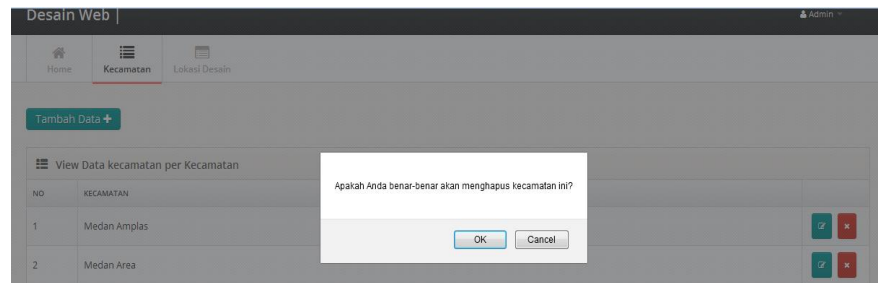 Desain Web |
Admin
Home
Kecamatan
Lokasi Desain
Tambah Data +
View Data kecamatan per Kecamatan
NO KECAMATAN
Apakah Anda benar-benar akan menghapus kecamatan ini?
1 Medan Amplas
OK Cancel
2 Medan Area